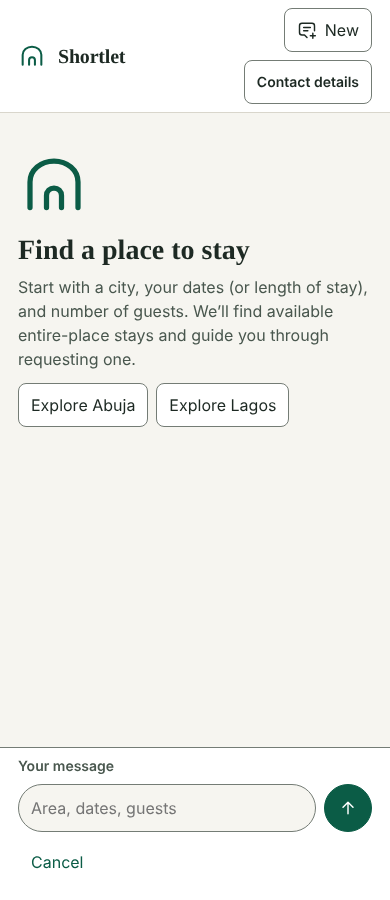 Shortlet
New
Contact details
Find a place to stay
Start with a city, your dates (or length of stay),
and number of guests. We’ll find available
entire-place stays and guide you through
requesting one.
Explore Abuja
Explore Lagos
Your message
Area, dates, guests
Cancel